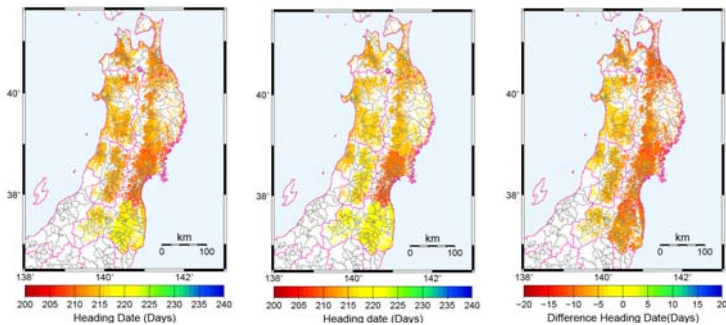 40'
38'
km
0 100
138' 140' 142'
200 205 210 215 220 225 230 235 240
Heading Date (Days)
40'
38'
km
0 100
138' 140' 142'
200 205 210 215 220 225 230 235 240
Heading date (Days)
40'
38'
km
0 100
138' 140' 142'
−20 −15 −10 −5 0 5 10 15 20
Difference Heading Date(Days)